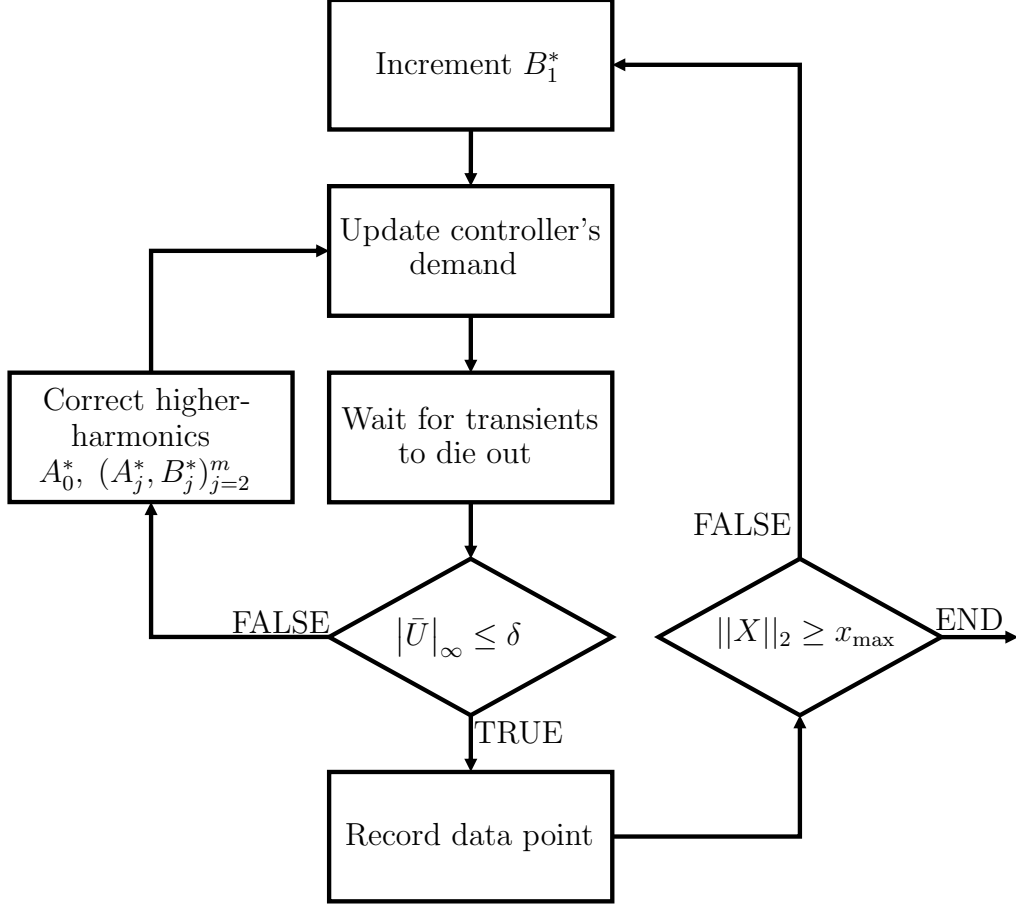 Increment $B_1^*$
Update controller's
demand
Correct higher-
harmonics
$A_0^*,\ (A_j^*, B_j^*)_{j=2}^m$
Wait for transients
to die out
FALSE
FALSE
$|\bar{U}|_\infty \leq \delta$
$||X||_2 \geq x_{\max}$
END
TRUE
Record data point